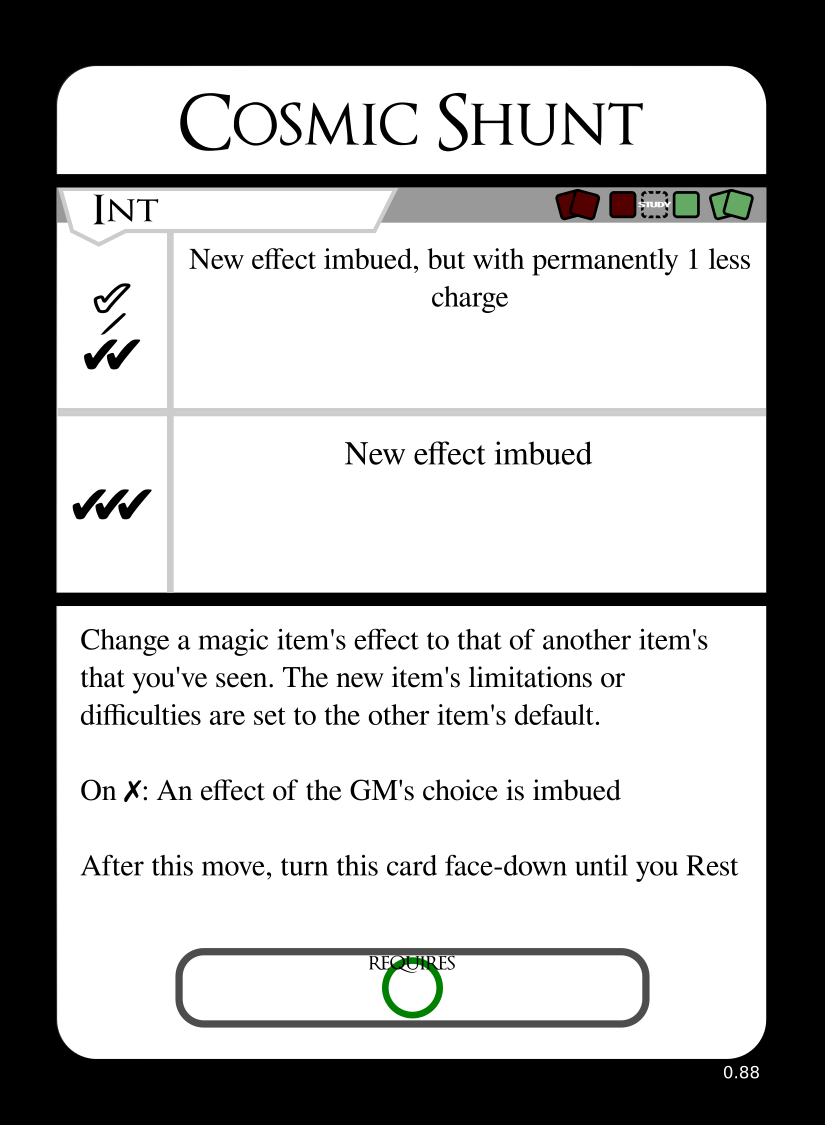 Cosmic Shunt
Int
STUDY
New effect imbued, but with permanently 1 less
charge
✓
/
✓✓
New effect imbued
✓✓✓
Change a magic item's effect to that of another item's
that you've seen. The new item's limitations or
difficulties are set to the other item's default.
On ✗: An effect of the GM's choice is imbued
After this move, turn this card face-down until you Rest
REQUIRES
0.88